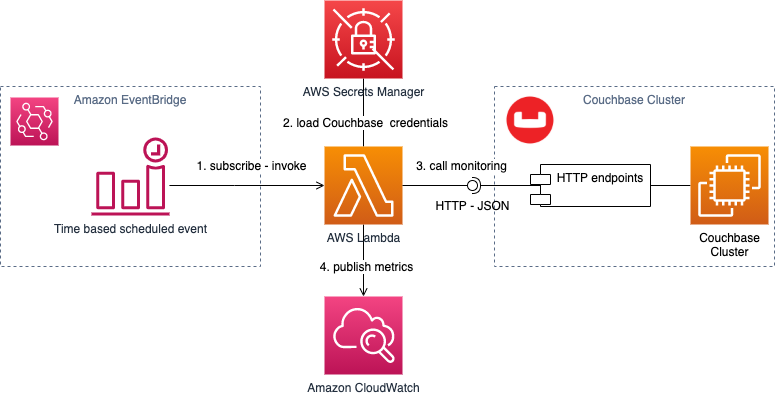 AWS Secrets Manager
Amazon EventBridge
Couchbase Cluster
2. load Couchbase credentials
1. subscribe - invoke
3. call monitoring
HTTP endpoints
HTTP - JSON
Time based scheduled event
AWS Lambda
Couchbase
Cluster
4. publish metrics
Amazon CloudWatch